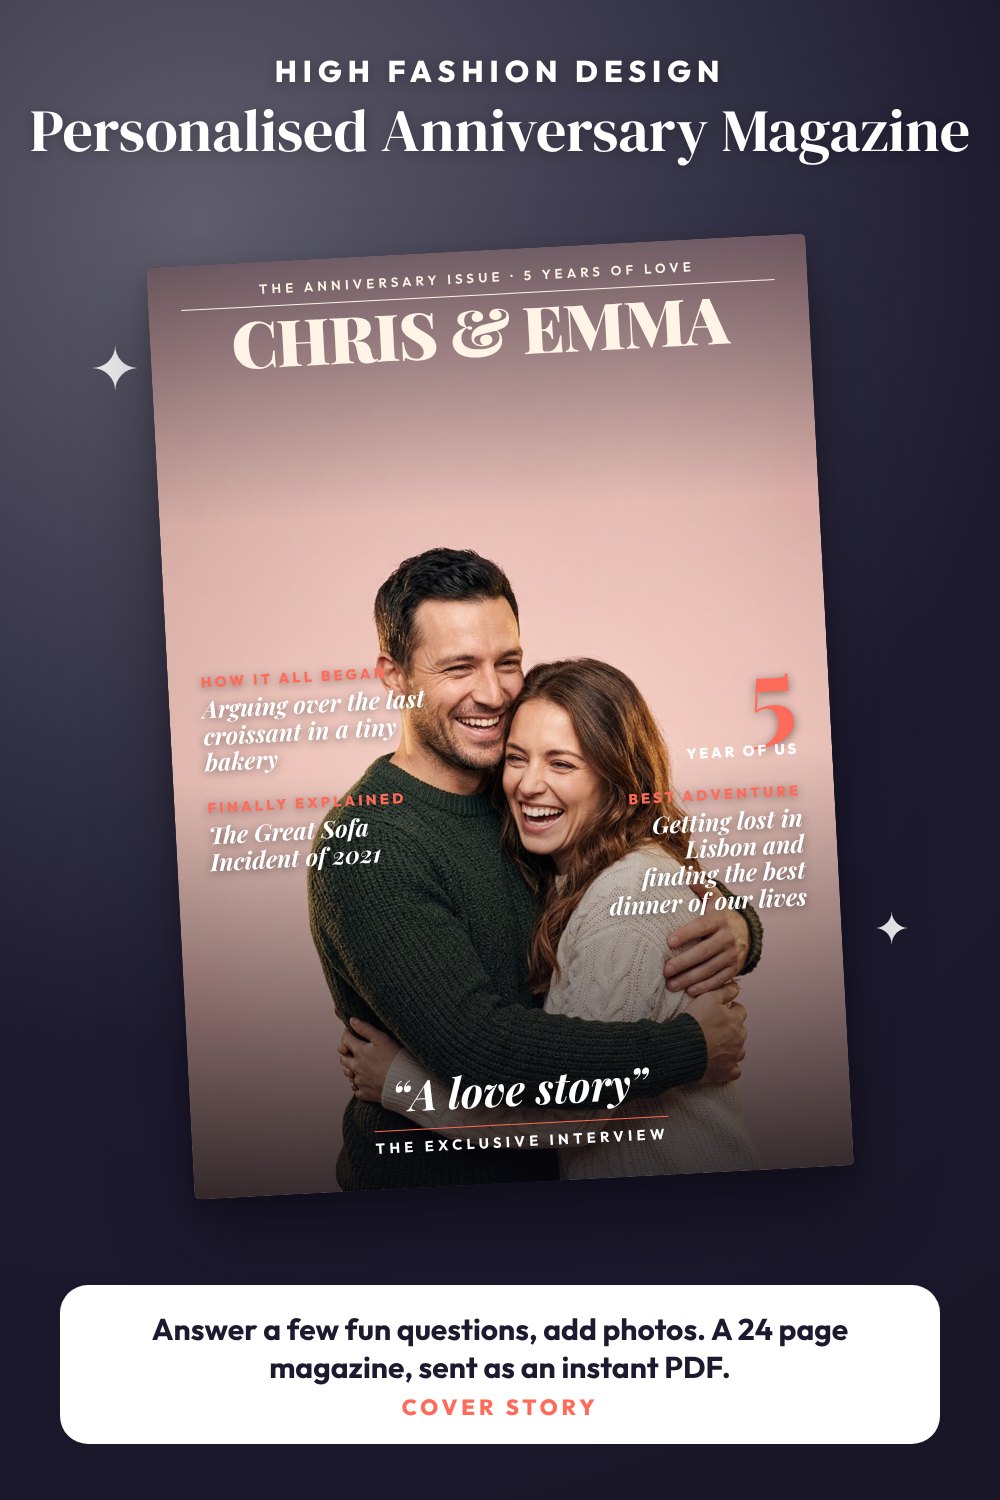 HIGH FASHION DESIGN
Personalised Anniversary Magazine
THE ANNIVERSARY ISSUE · 5 YEARS OF LOVE
CHRIS & EMMA
HOW IT ALL BEGAN
Arguing over the last
croissant in a tiny
bakery
FINALLY EXPLAINED
The Great Sofa
Incident of 2021
5
YEAR OF US
BEST ADVENTURE
Getting lost in
Lisbon and
finding the best
dinner of our lives
“A love story”
THE EXCLUSIVE INTERVIEW
Answer a few fun questions, add photos. A 24 page
magazine, sent as an instant PDF.
COVER STORY